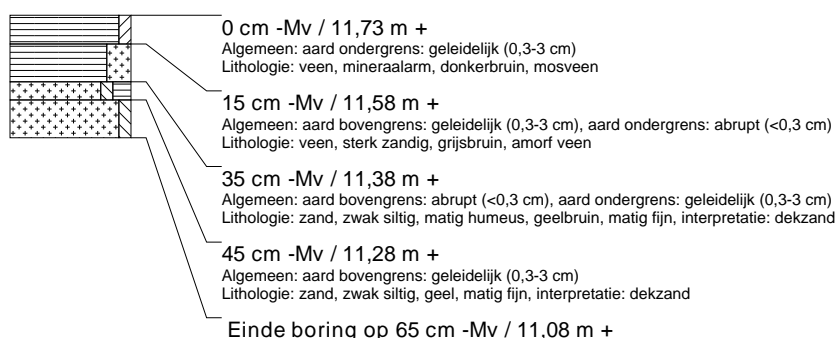 0 cm -Mv / 11,73 m +
Algemeen: aard ondergrens: geleidelijk (0,3-3 cm)
Lithologie: veen, mineraalarm, donkerbruin, mosveen
15 cm -Mv / 11,58 m +
Algemeen: aard bovengrens: geleidelijk (0,3-3 cm), aard ondergrens: abrupt (<0,3 cm)
Lithologie: veen, sterk zandig, grijsbruin, amorf veen
35 cm -Mv / 11,38 m +
Algemeen: aard bovengrens: abrupt (<0,3 cm), aard ondergrens: geleidelijk (0,3-3 cm)
Lithologie: zand, zwak siltig, matig humeus, geelbruin, matig fijn, interpretatie: dekzand
45 cm -Mv / 11,28 m +
Algemeen: aard bovengrens: geleidelijk (0,3-3 cm)
Lithologie: zand, zwak siltig, geel, matig fijn, interpretatie: dekzand
Einde boring op 65 cm -Mv / 11,08 m +